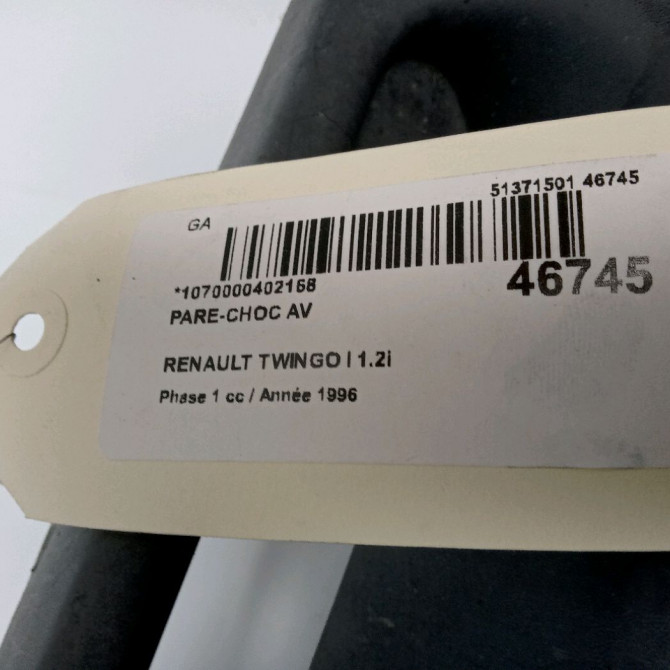 51371501 46745
GA
46745
*1070000402168
PARE-CHOC AV
RENAULT TWINGO I 1.2i
Phase 1 cc / Année 1996